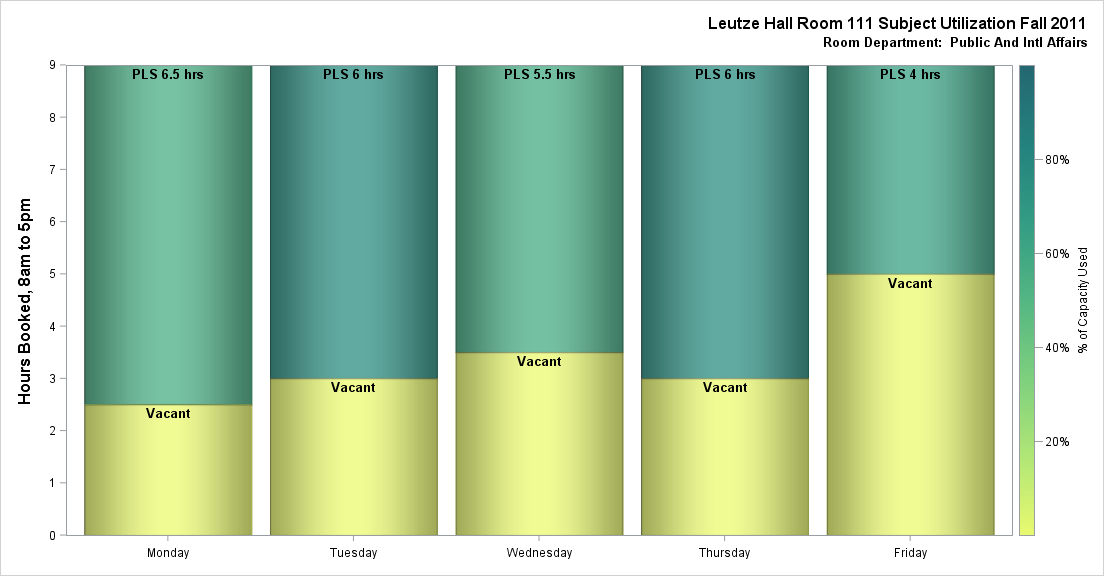 Leutze Hall Room 111 Subject Utilization Fall 2011
Room Department: Public And Intl Affairs
Hours Booked, 8am to 5pm
9
8
7
6
5
4
3
2
1
0
PLS 6.5 hrs
PLS 6 hrs
PLS 5.5 hrs
PLS 6 hrs
PLS 4 hrs
Vacant
Vacant
Vacant
Vacant
Vacant
Monday
Tuesday
Wednesday
Thursday
Friday
80%
60%
40%
20%
% of Capacity Used